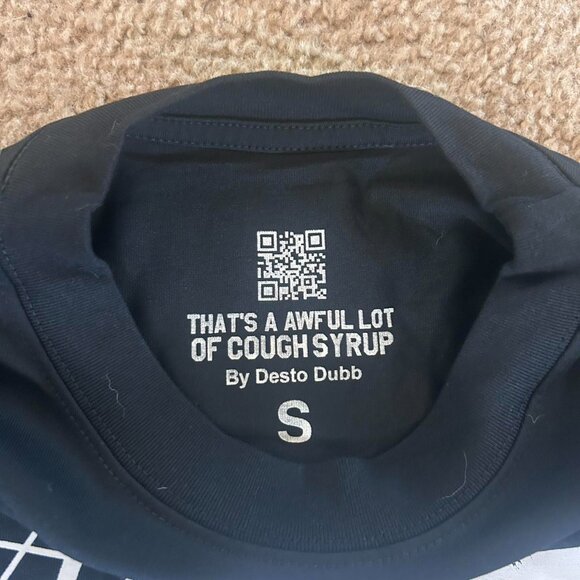 THAT'S A AWFUL LOT
OF COUGH SYRUP
By Desto Dubb
S